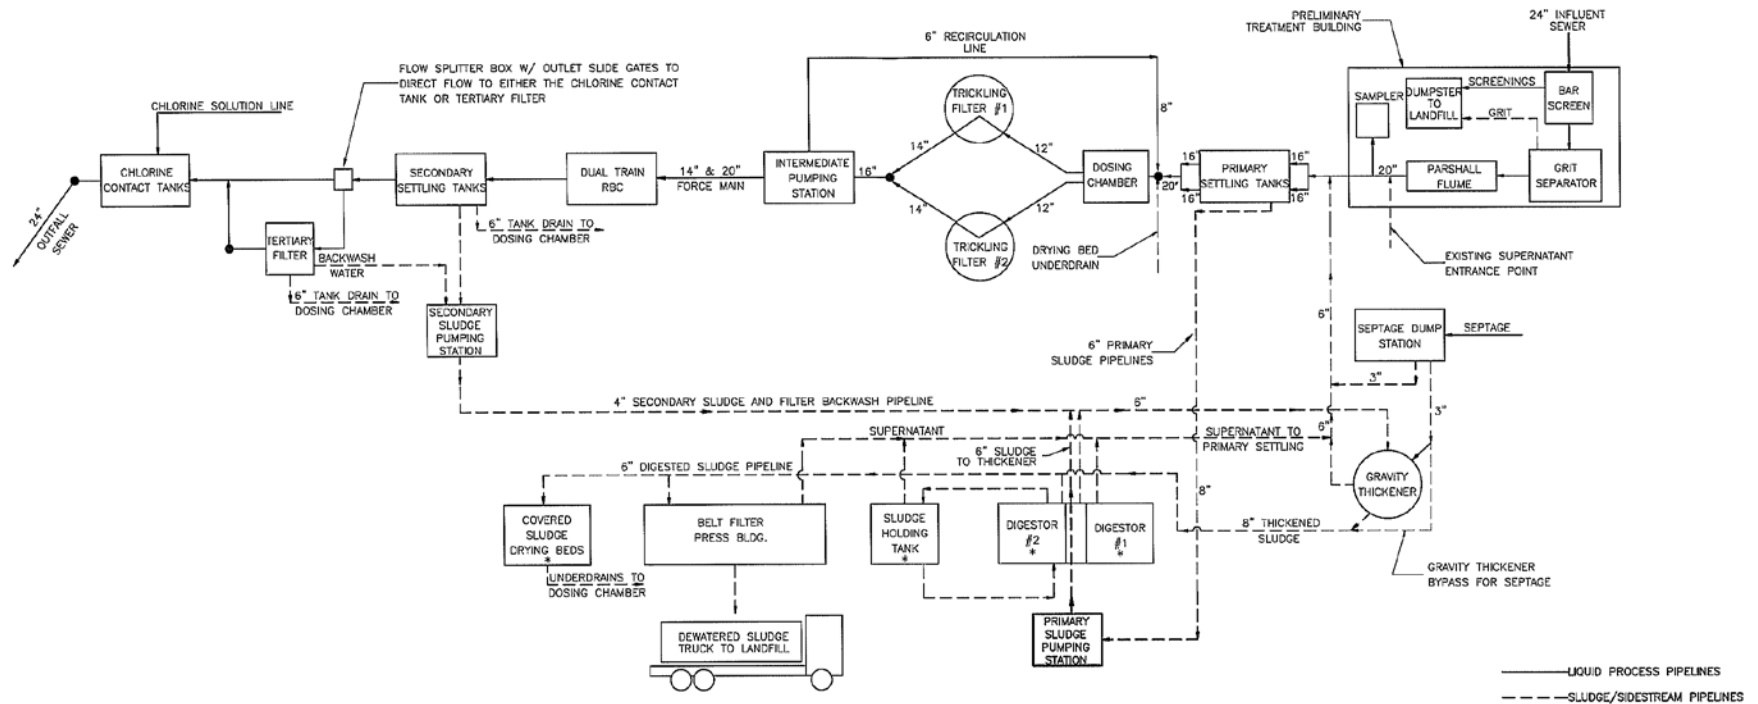 PRELIMINARY
TREATMENT BUILDING
24" INFLUENT
SEWER
6" RECIRCULATION
LINE
FLOW SPLITTER BOX W/ OUTLET SLIDE GATES TO
DIRECT FLOW TO EITHER THE CHLORINE CONTACT
TANK OR TERTIARY FILTER
CHLORINE SOLUTION LINE
SCREENINGS
SAMPLER
DUMPSTER
TO
LANDFILL
BAR
SCREEN
GRIT
TRICKLING
FILTER #1
8"
14"
12"
CHLORINE
CONTACT TANKS
SECONDARY
SETTLING TANKS
DUAL TRAIN
RBC
14" & 20"
FORCE MAIN
INTERMEDIATE
PUMPING
STATION
16"
DOSING
CHAMBER
16"
20'
16"
PRIMARY
SETTLING TANKS
16"
16"
20"
PARSHALL
FLUME
GRIT
SEPARATOR
14"
12"
24"
OUTFALL
SEWER
TERTIARY
FILTER
BACKWASH
WATER
6" TANK DRAIN TO
DOSING CHAMBER
TRICKLING
FILTER #2
DRYING BED
UNDERDRAIN
EXISTING SUPERNATANT
ENTRANCE POINT
6" TANK DRAIN TO
DOSING CHAMBER
SECONDARY
SLUDGE
PUMPING
STATION
6"
SEPTAGE DUMP
STATION
SEPTAGE
6" PRIMARY
SLUDGE PIPELINES
3"
4" SECONDARY SLUDGE AND FILTER BACKWASH PIPELINE
6"
3"
SUPERNATANT
6"
SUPERNATANT TO
PRIMARY SETTLING
6" SLUDGE
TO THICKENER
6" DIGESTED SLUDGE PIPELINE
GRAVITY
THICKENER
8"
COVERED
SLUDGE
DRYING BEDS
*
BELT FILTER
PRESS BLDG.
SLUDGE
HOLDING
TANK
*
DIGESTOR
#2
*
DIGESTOR
#1
*
8" THICKENED
SLUDGE
UNDERDRAINS TO
DOSING CHAMBER
GRAVITY THICKENER
BYPASS FOR SEPTAGE
DEWATERED SLUDGE
TRUCK TO LANDFILL
PRIMARY
SLUDGE
PUMPING
STATION
LIQUID PROCESS PIPELINES
SLUDGE/SIDESTREAM PIPELINES